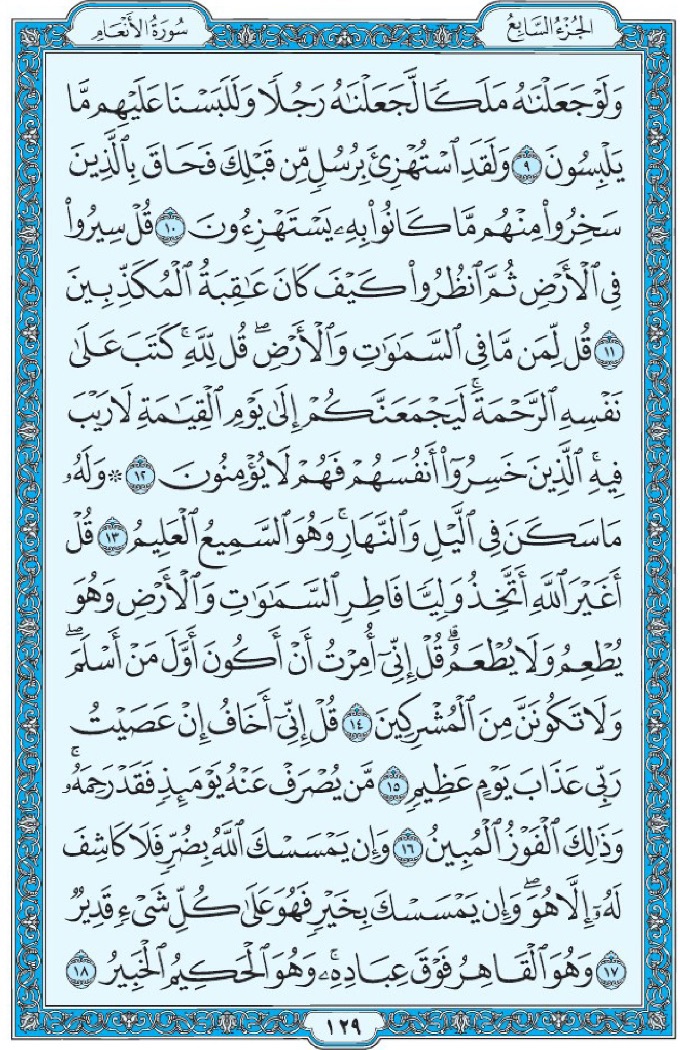 الجُزْءُ السَّابِعُ
سُورَةُ الأَنْعَام
وَلَوْ جَعَلْنَٰهُ مَلَكًا لَّجَعَلْنَٰهُ رَجُلًا وَلَلَبَسْنَا عَلَيْهِم مَّا
يَلْبِسُونَ ٩ وَلَقَدِ ٱسْتُهْزِئَ بِرُسُلٍ مِّن قَبْلِكَ فَحَاقَ بِٱلَّذِينَ
سَخِرُوا۟ مِنْهُم مَّا كَانُوا۟ بِهِۦ يَسْتَهْزِءُونَ ١٠ قُلْ سِيرُوا۟
فِى ٱلْأَرْضِ ثُمَّ ٱنظُرُوا۟ كَيْفَ كَانَ عَٰقِبَةُ ٱلْمُكَذِّبِينَ
١١ قُل لِّمَن مَّا فِى ٱلسَّمَٰوَٰتِ وَٱلْأَرْضِ ۖ قُل لِّلَّهِ ۚ كَتَبَ عَلَىٰ
نَفْسِهِ ٱلرَّحْمَةَ ۚ لَيَجْمَعَنَّكُمْ إِلَىٰ يَوْمِ ٱلْقِيَٰمَةِ لَا رَيْبَ
فِيهِ ۚ ٱلَّذِينَ خَسِرُوٓا۟ أَنفُسَهُمْ فَهُمْ لَا يُؤْمِنُونَ ١٢ * وَلَهُۥ
مَا سَكَنَ فِى ٱلَّيْلِ وَٱلنَّهَارِ ۚ وَهُوَ ٱلسَّمِيعُ ٱلْعَلِيمُ ١٣ قُلْ
أَغَيْرَ ٱللَّهِ أَتَّخِذُ وَلِيًّا فَاطِرِ ٱلسَّمَٰوَٰتِ وَٱلْأَرْضِ وَهُوَ
يُطْعِمُ وَلَا يُطْعَمُ ۗ قُلْ إِنِّىٓ أُمِرْتُ أَنْ أَكُونَ أَوَّلَ مَنْ أَسْلَمَ ۖ
وَلَا تَكُونَنَّ مِنَ ٱلْمُشْرِكِينَ ١٤ قُلْ إِنِّىٓ أَخَافُ إِنْ عَصَيْتُ
رَبِّى عَذَابَ يَوْمٍ عَظِيمٍ ١٥ مَّن يُصْرَفْ عَنْهُ يَوْمَئِذٍ فَقَدْ رَحِمَهُۥ ۚ
وَذَٰلِكَ ٱلْفَوْزُ ٱلْمُبِينُ ١٦ وَإِن يَمْسَسْكَ ٱللَّهُ بِضُرٍّ فَلَا كَاشِفَ
لَهُۥٓ إِلَّا هُوَ ۖ وَإِن يَمْسَسْكَ بِخَيْرٍ فَهُوَ عَلَىٰ كُلِّ شَىْءٍ قَدِيرٌ
١٧ وَهُوَ ٱلْقَاهِرُ فَوْقَ عِبَادِهِۦ ۚ وَهُوَ ٱلْحَكِيمُ ٱلْخَبِيرُ ١٨
١٢٩